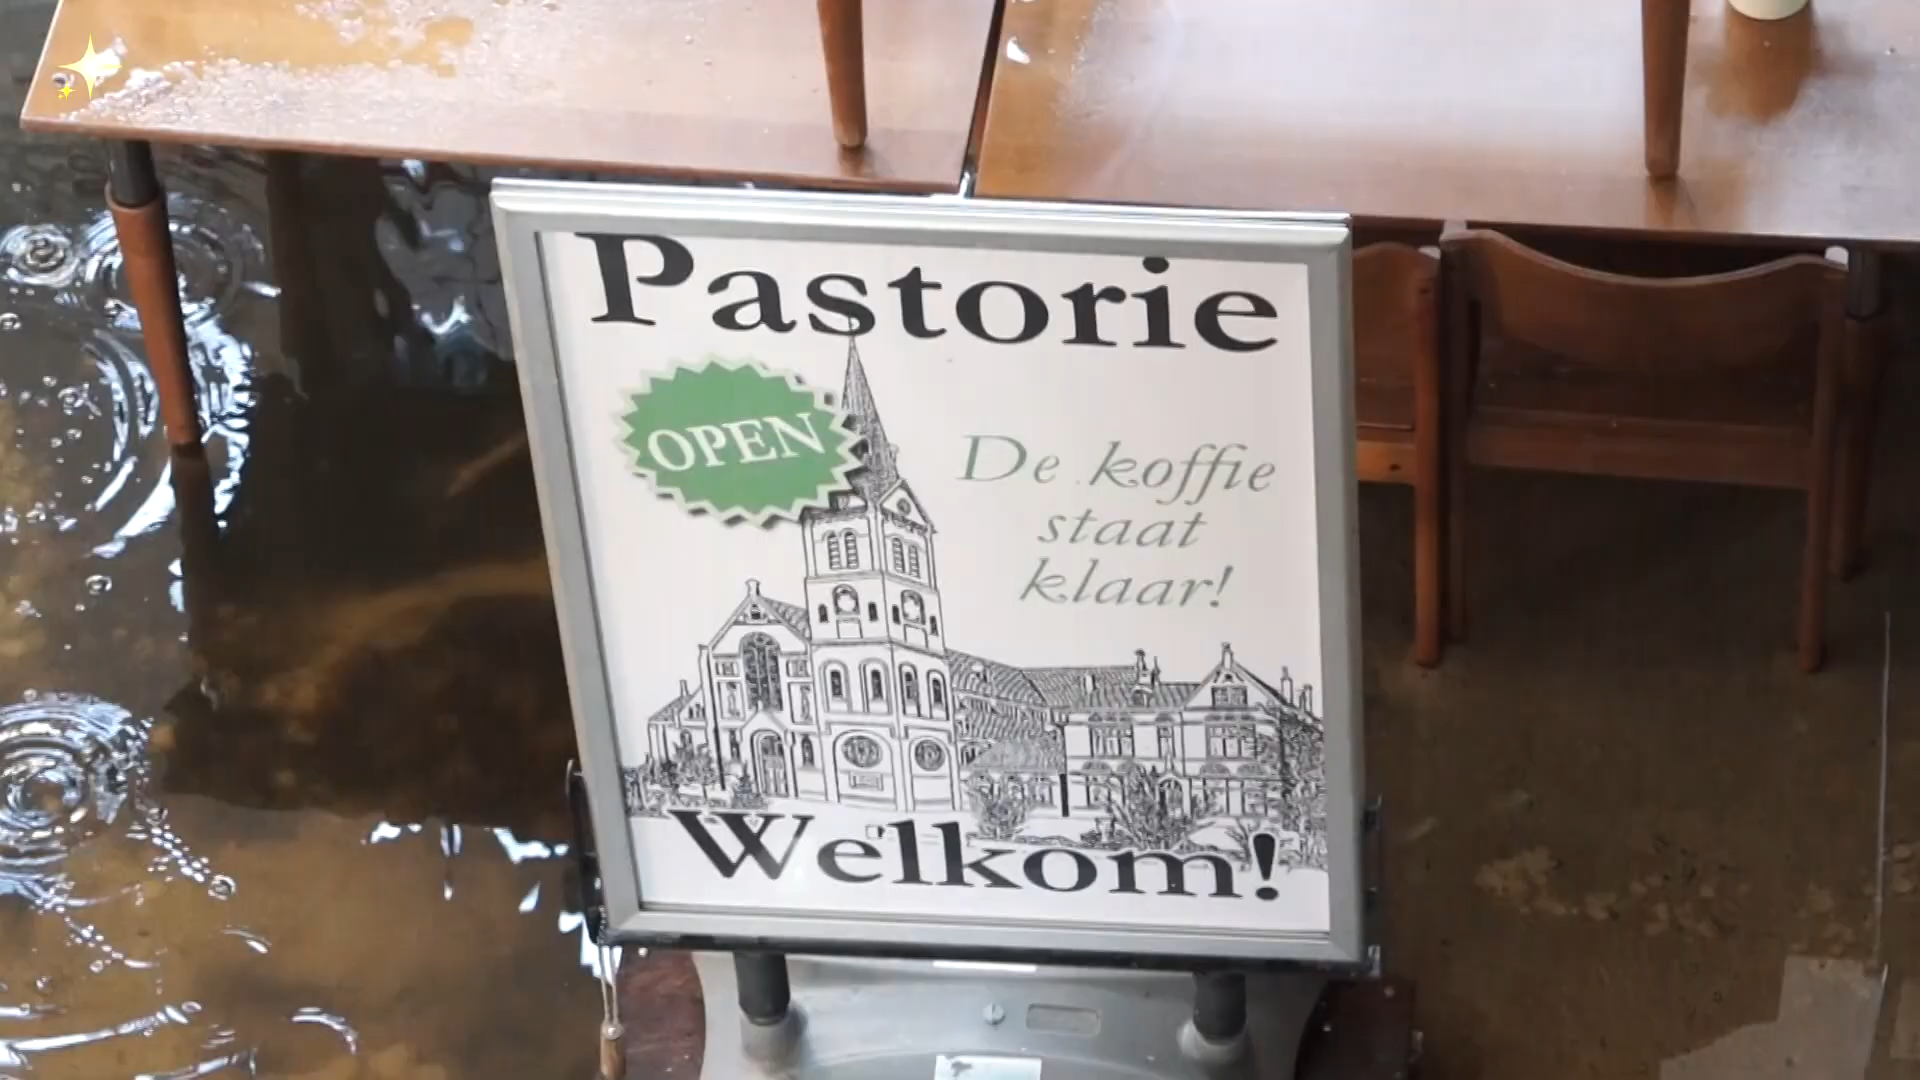 Pastorie
OPEN
De koffie
staat
klaar!
Welkom!